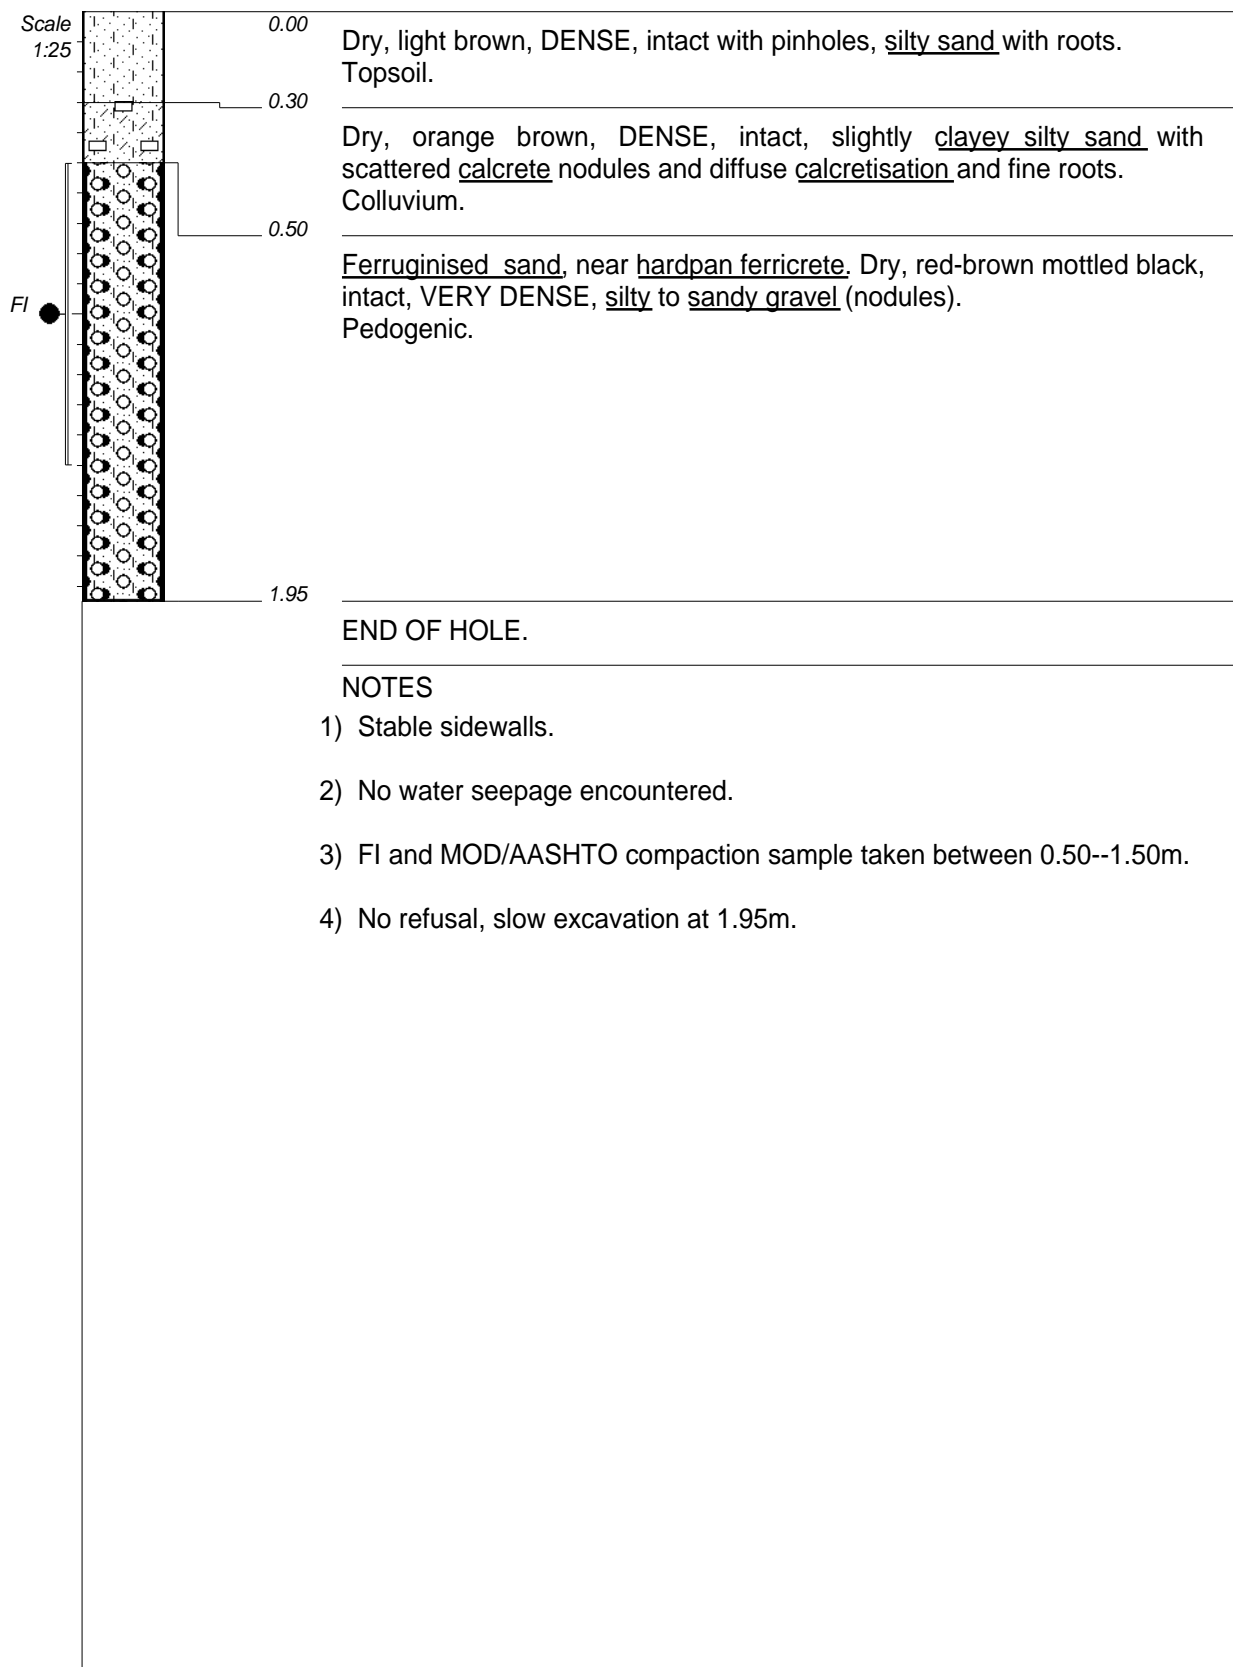 Scale
1:25
0.00
Dry, light brown, DENSE, intact with pinholes, silty sand with roots.
Topsoil.
0.30
Dry, orange brown, DENSE, intact, slightly clayey silty sand with
scattered calcrete nodules and diffuse calcretisation and fine roots.
Colluvium.
0.50
Ferruginised sand, near hardpan ferricrete. Dry, red-brown mottled black,
intact, VERY DENSE, silty to sandy gravel (nodules).
Pedogenic.
FI
1.95
END OF HOLE.
NOTES
1) Stable sidewalls.
2) No water seepage encountered.
3) FI and MOD/AASHTO compaction sample taken between 0.50--1.50m.
4) No refusal, slow excavation at 1.95m.